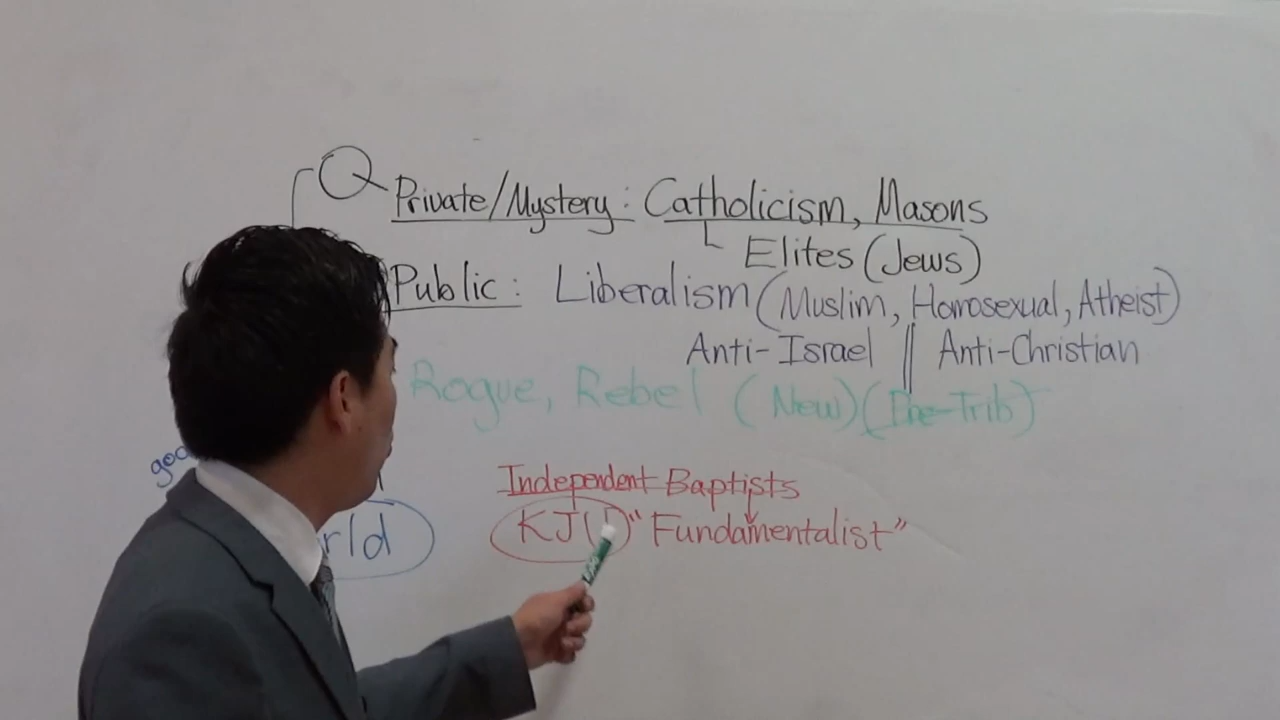 Private/Mystery: Catholicism, Masons
Elites (Jews)
Public: Liberalism (Muslim, Homosexual, Atheist)
Anti-Israel || Anti-Christian
Rogue, Rebel (New) (Pre-Trib)
Independent Baptists
KJV "Fundamentalist"